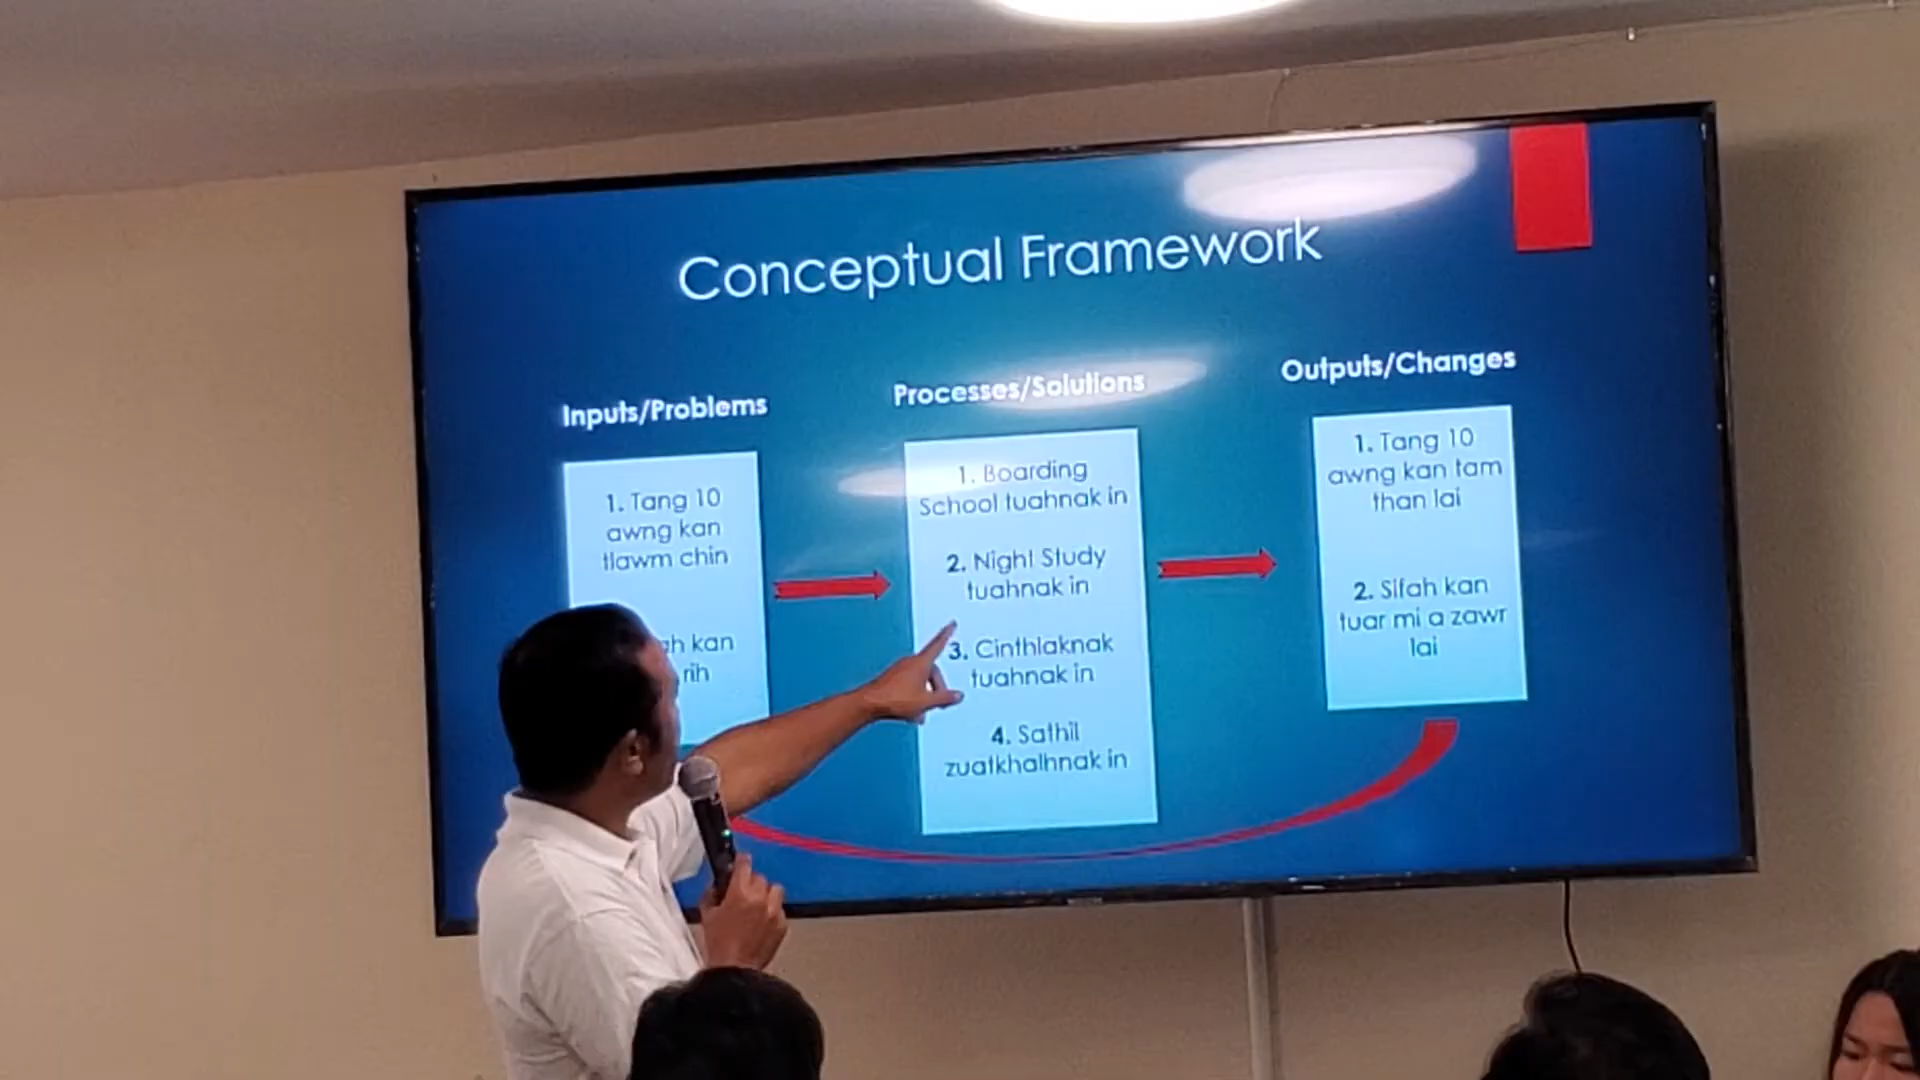 Conceptual Framework
Inputs/Problems
1. Tang 10
awng kan
tlawm chin
kan
rih
Processes/Solutions
1. Boarding
School tuahnak in
2. Night Study
tuahnak in
3. Cinthlaknak
tuahnak in
4. Sathil
zuatkhalhnak in
Outputs/Changes
1. Tang 10
awng kan tam
than lai
2. Sifah kan
tuar mi a zawr
lai